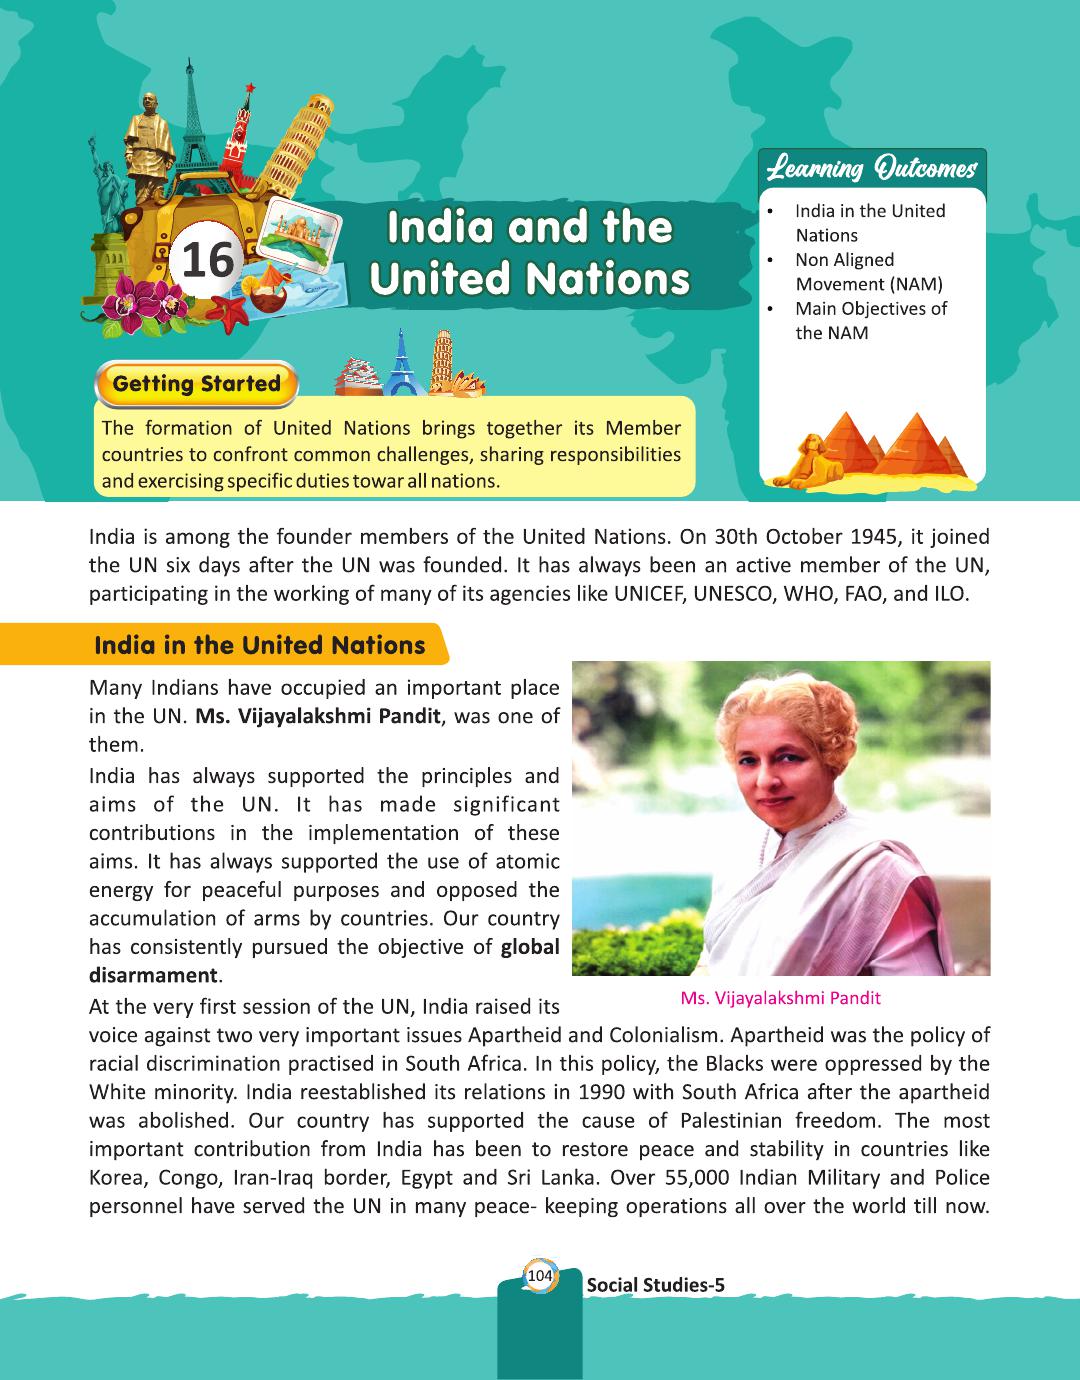 16
India and the
United Nations
Learning Outcomes
• India in the United
Nations
• Non Aligned
Movement (NAM)
• Main Objectives of
the NAM
Getting Started
The formation of United Nations brings together its Member
countries to confront common challenges, sharing responsibilities
and exercising specific duties towar all nations.
India is among the founder members of the United Nations. On 30th October 1945, it joined
the UN six days after the UN was founded. It has always been an active member of the UN,
participating in the working of many of its agencies like UNICEF, UNESCO, WHO, FAO, and ILO.
India in the United Nations
Many Indians have occupied an important place
in the UN. Ms. Vijayalakshmi Pandit, was one of
them.
India has always supported the principles and
aims of the UN. It has made significant
contributions in the implementation of these
aims. It has always supported the use of atomic
energy for peaceful purposes and opposed the
accumulation of arms by countries. Our country
has consistently pursued the objective of global
disarmament.
Ms. Vijayalakshmi Pandit
At the very first session of the UN, India raised its
voice against two very important issues Apartheid and Colonialism. Apartheid was the policy of
racial discrimination practised in South Africa. In this policy, the Blacks were oppressed by the
White minority. India reestablished its relations in 1990 with South Africa after the apartheid
was abolished. Our country has supported the cause of Palestinian freedom. The most
important contribution from India has been to restore peace and stability in countries like
Korea, Congo, Iran-Iraq border, Egypt and Sri Lanka. Over 55,000 Indian Military and Police
personnel have served the UN in many peace- keeping operations all over the world till now.
104
Social Studies-5